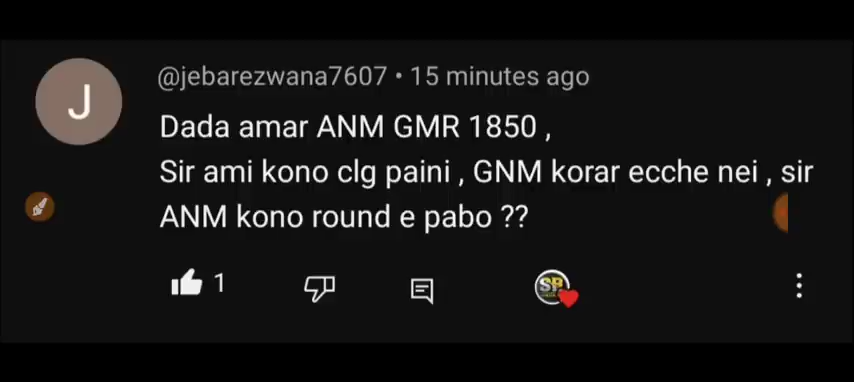 J
@jebarezwana7607 • 15 minutes ago
Dada amar ANM GMR 1850 ,
Sir ami kono clg paini , GNM korar ecche nei , sir
ANM kono round e pabo ??
1
SP